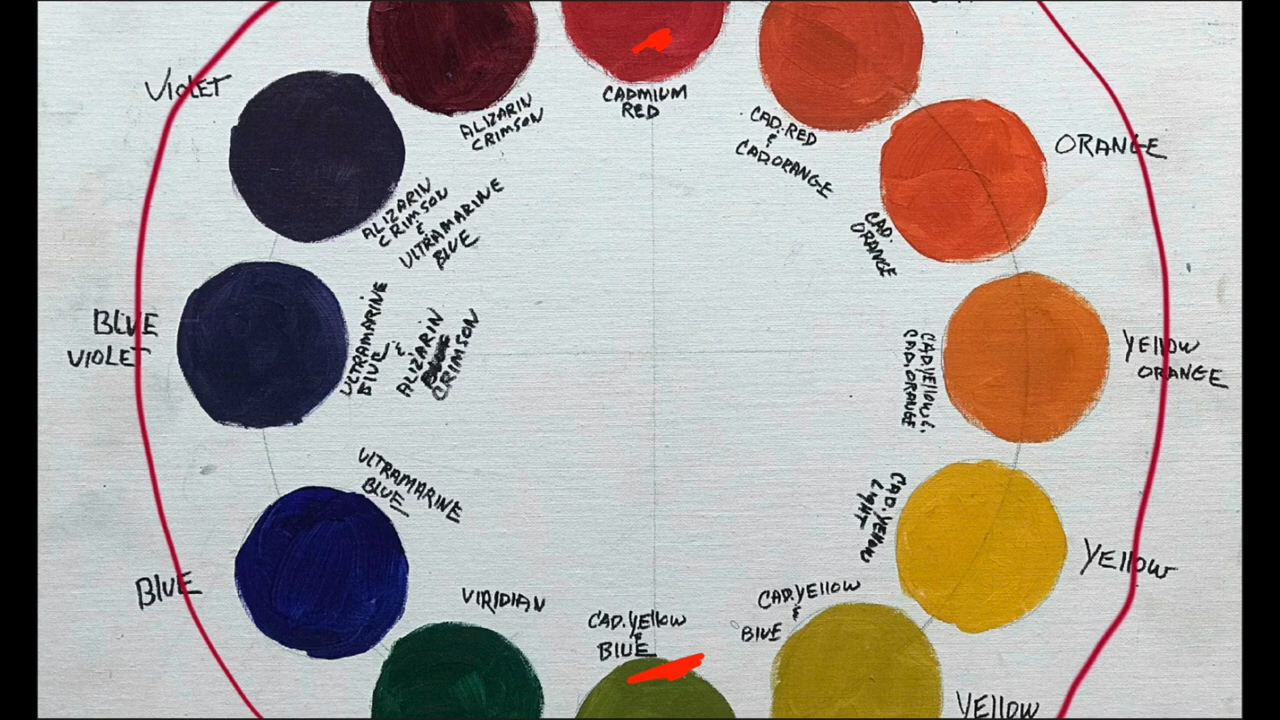 VIOLET
ALIZARIN
CRIMSON
CADMIUM
RED
CAD.RED
&
CAD.ORANGE
ORANGE
CAD.
ORANGE
ALIZARIN
CRIMSON
&
ULTRAMARINE
BLUE
BLUE
VIOLET
ULTRAMARINE
BLUE
&
ALIZARIN
CRIMSON
CAD.YELLOW &
CAD.ORANGE
YELLOW
ORANGE
ULTRAMARINE
BLUE
CAD.YELLOW
LIGHT
YELLOW
BLUE
VIRIDIAN
CAD.YELLOW
&
BLUE
CAD.YELLOW
&
BLUE
YELLOW